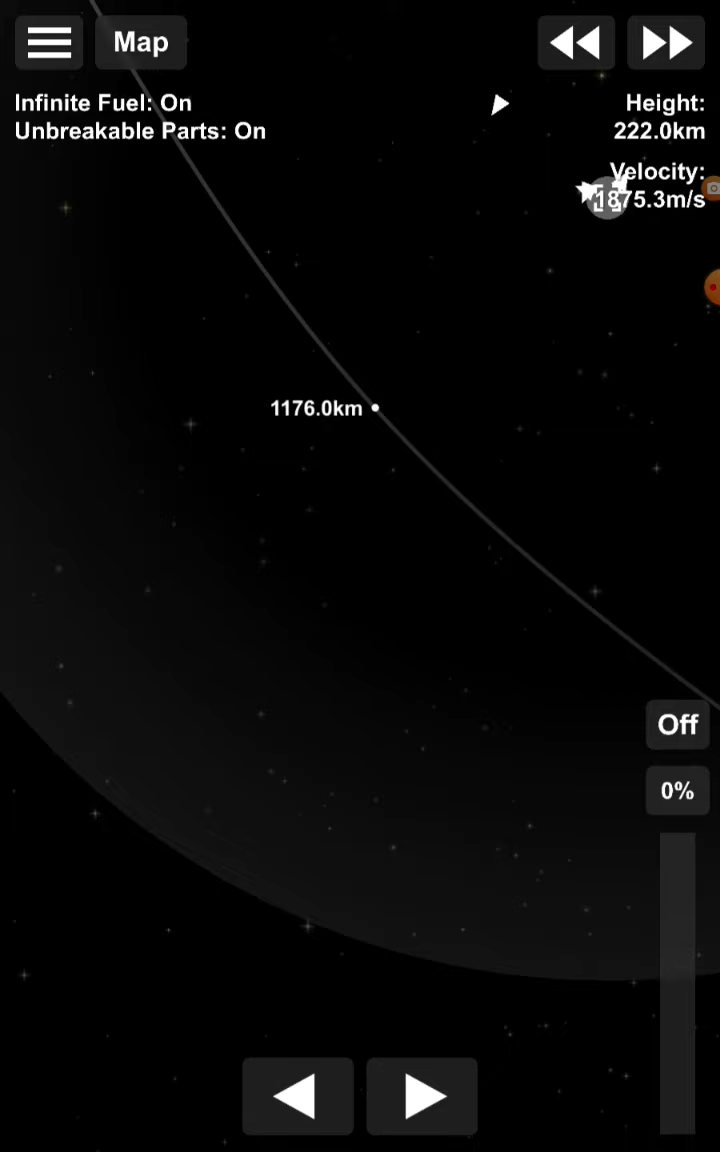 Map
Infinite Fuel: On
Unbreakable Parts: On
Height:
222.0km
Velocity:
1875.3m/s
1176.0km
Off
0%